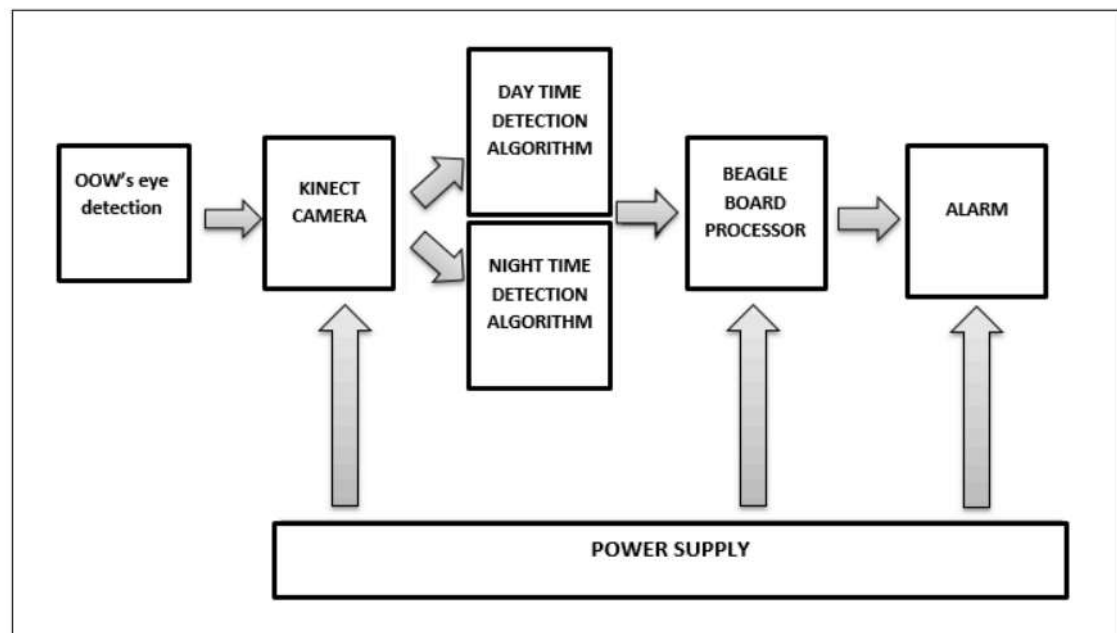 OOW's eye
detection
KINECT
CAMERA
DAY TIME
DETECTION
ALGORITHM
NIGHT TIME
DETECTION
ALGORITHM
BEAGLE
BOARD
PROCESSOR
ALARM
POWER SUPPLY